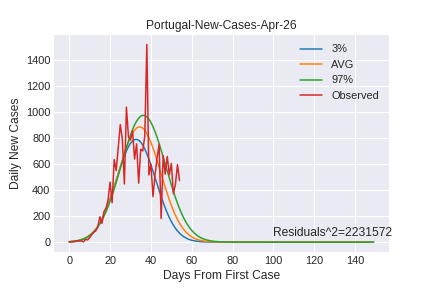 Portugal-New-Cases-Apr-26
3%
AVG
97%
Observed
1400
1200
1000
800
600
400
200
0
Daily New Cases
Residuals^2=2231572
0 20 40 60 80 100 120 140
Days From First Case